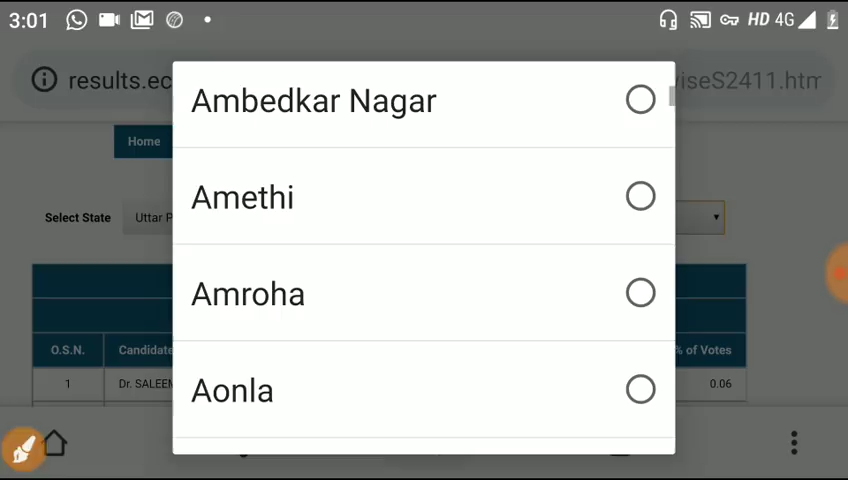 3:01 HD 4G
results.ec iseS2411.htm
Ambedkar Nagar
Home
Amethi
Select State Uttar P
Amroha
O.S.N. Candidate % of Votes
1 Dr. SALEEM 0.06
Aonla